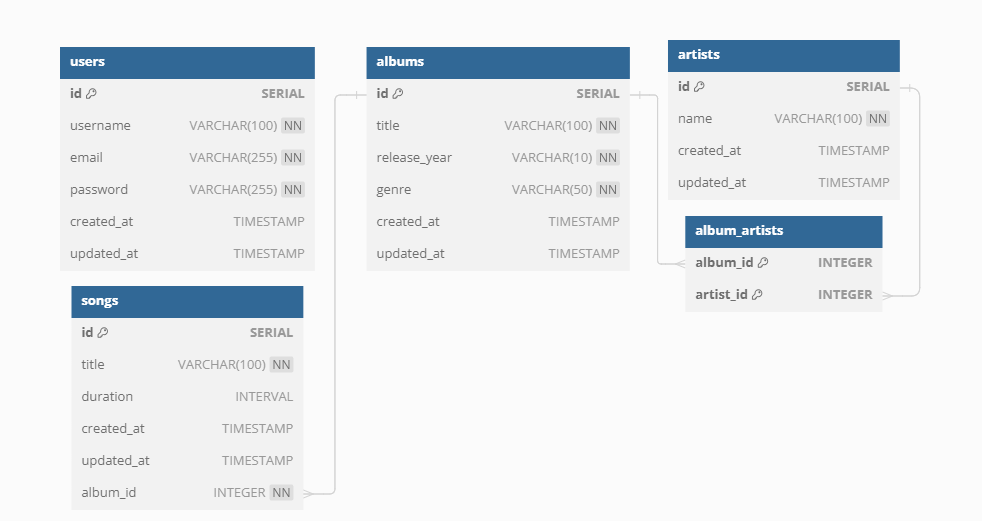 users
id SERIAL
username VARCHAR(100) NN
email VARCHAR(255) NN
password VARCHAR(255) NN
created_at TIMESTAMP
updated_at TIMESTAMP
albums
id SERIAL
title VARCHAR(100) NN
release_year VARCHAR(10) NN
genre VARCHAR(50) NN
created_at TIMESTAMP
updated_at TIMESTAMP
artists
id SERIAL
name VARCHAR(100) NN
created_at TIMESTAMP
updated_at TIMESTAMP
album_artists
album_id INTEGER
artist_id INTEGER
songs
id SERIAL
title VARCHAR(100) NN
duration INTERVAL
created_at TIMESTAMP
updated_at TIMESTAMP
album_id INTEGER NN